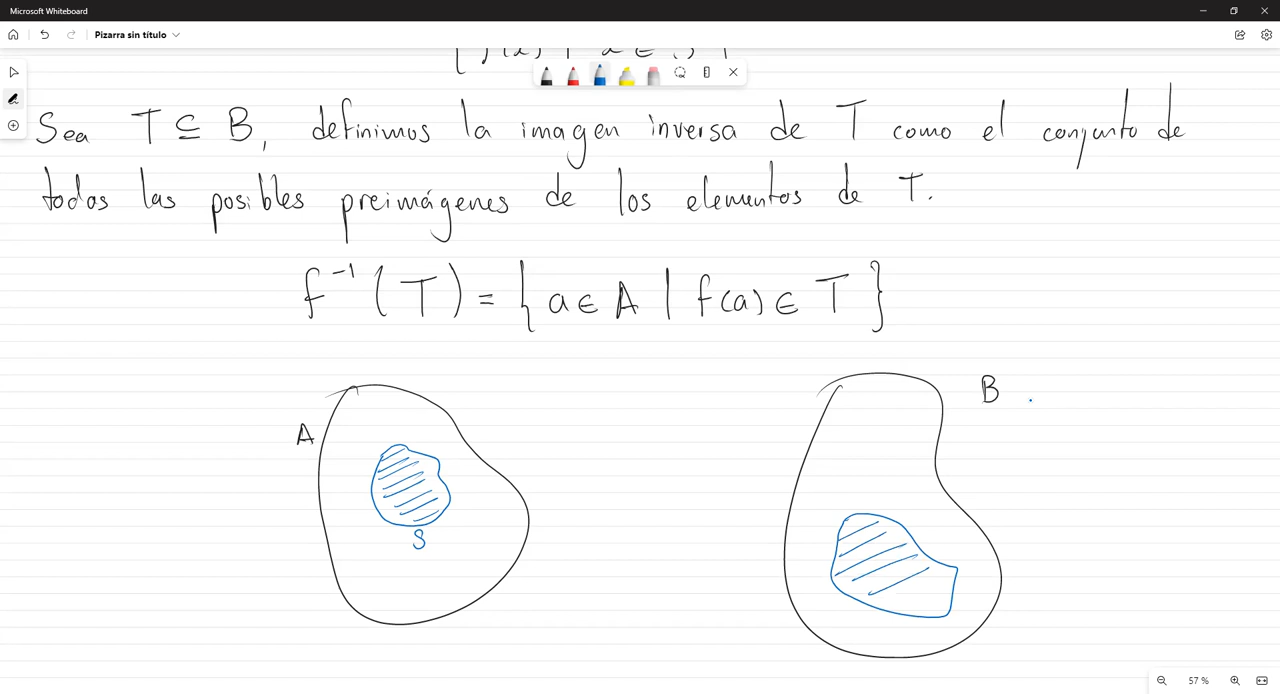 Microsoft Whiteboard
Pizarra sin título
{ f(a) | a ∈ S }
Sea T ⊆ B, definimos la imagen inversa de T como el conjunto de
todas las posibles preimágenes de los elementos de T.
f⁻¹(T) = { a ∈ A | f(a) ∈ T }
A
B
S
57 %